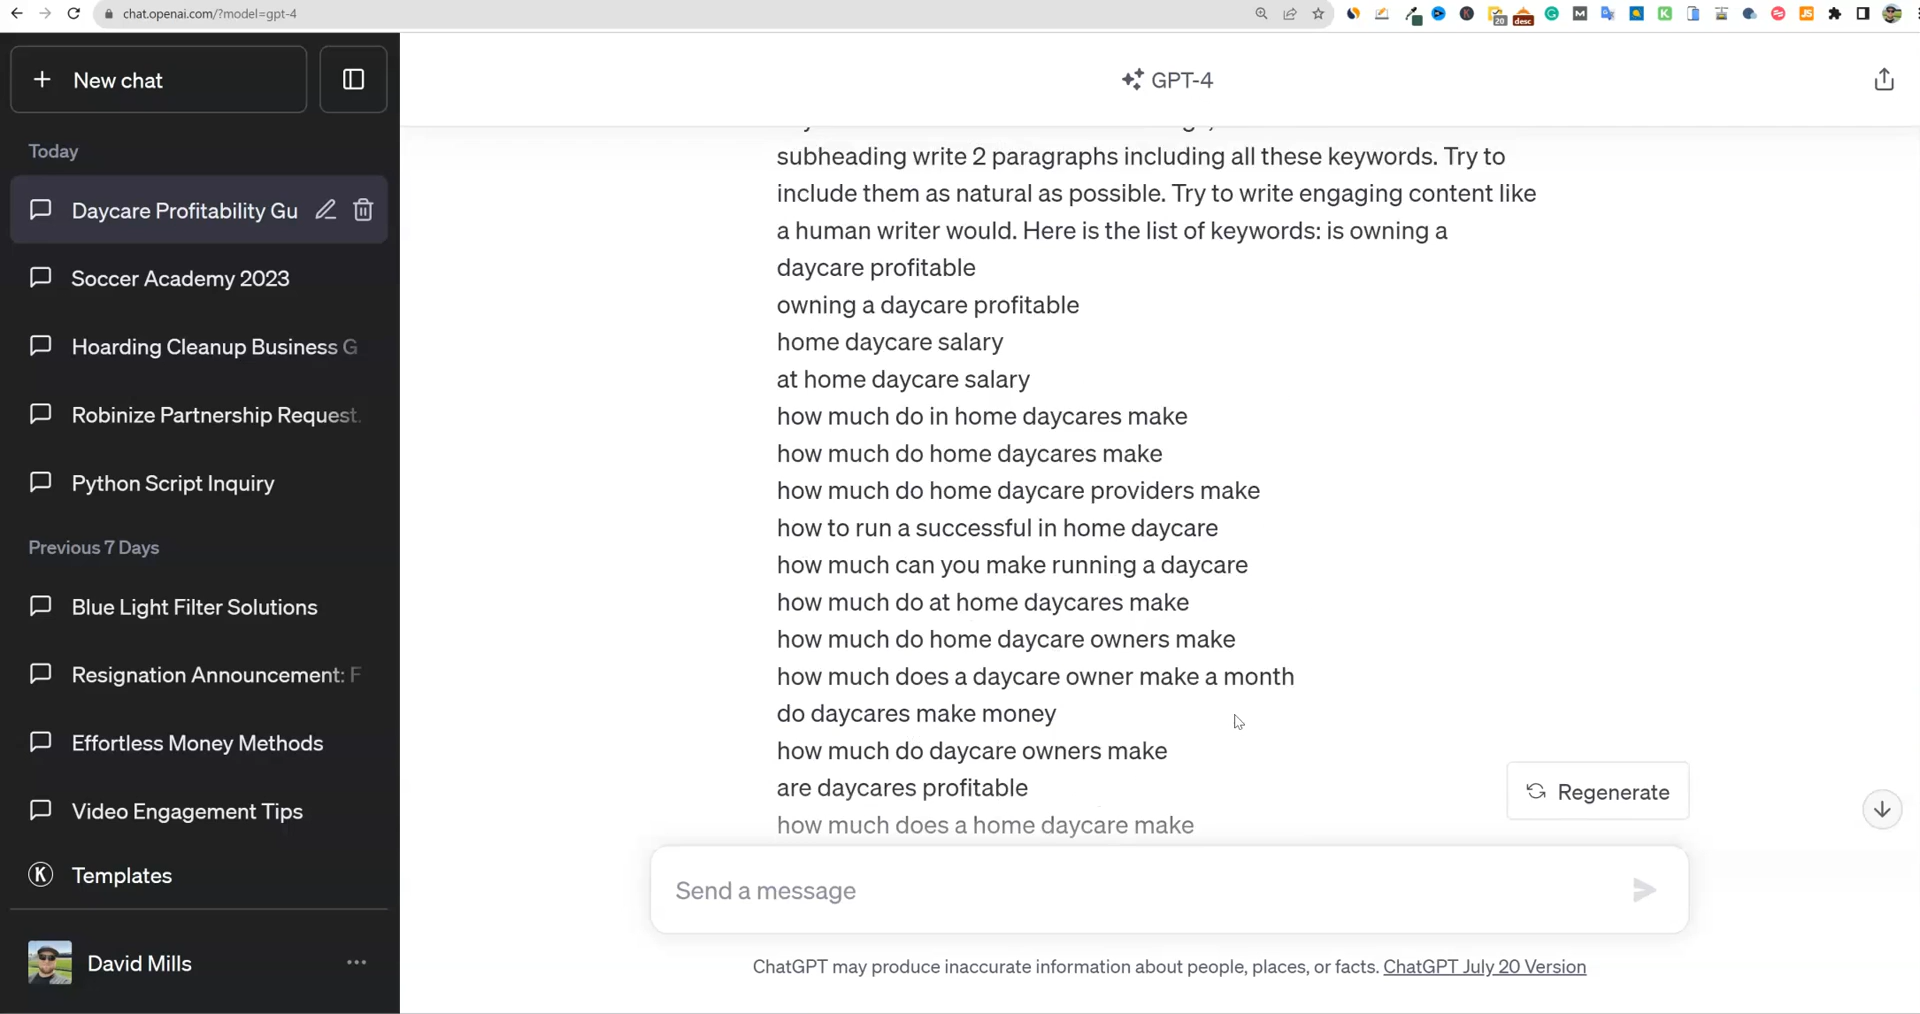 chat.openai.com/?model=gpt-4
20
desc
New chat
GPT-4
Today
Daycare Profitability Gu
Soccer Academy 2023
Hoarding Cleanup Business G
Robinize Partnership Request.
Python Script Inquiry
Previous 7 Days
Blue Light Filter Solutions
Resignation Announcement: F
Effortless Money Methods
Video Engagement Tips
K Templates
David Mills
subheading write 2 paragraphs including all these keywords. Try to
include them as natural as possible. Try to write engaging content like
a human writer would. Here is the list of keywords: is owning a
daycare profitable
owning a daycare profitable
home daycare salary
at home daycare salary
how much do in home daycares make
how much do home daycares make
how much do home daycare providers make
how to run a successful in home daycare
how much can you make running a daycare
how much do at home daycares make
how much do home daycare owners make
how much does a daycare owner make a month
do daycares make money
how much do daycare owners make
are daycares profitable
how much does a home daycare make
Regenerate
Send a message
ChatGPT may produce inaccurate information about people, places, or facts. ChatGPT July 20 Version